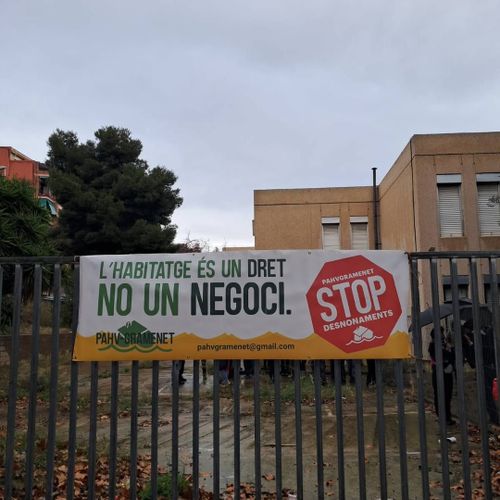 L'HABITATGE ÉS UN DRET
NO UN NEGOCI.
PAHV GRAMENET
pahvgramenet@gmail.com
PAHVGRAMENET
STOP
DESNONAMENTS